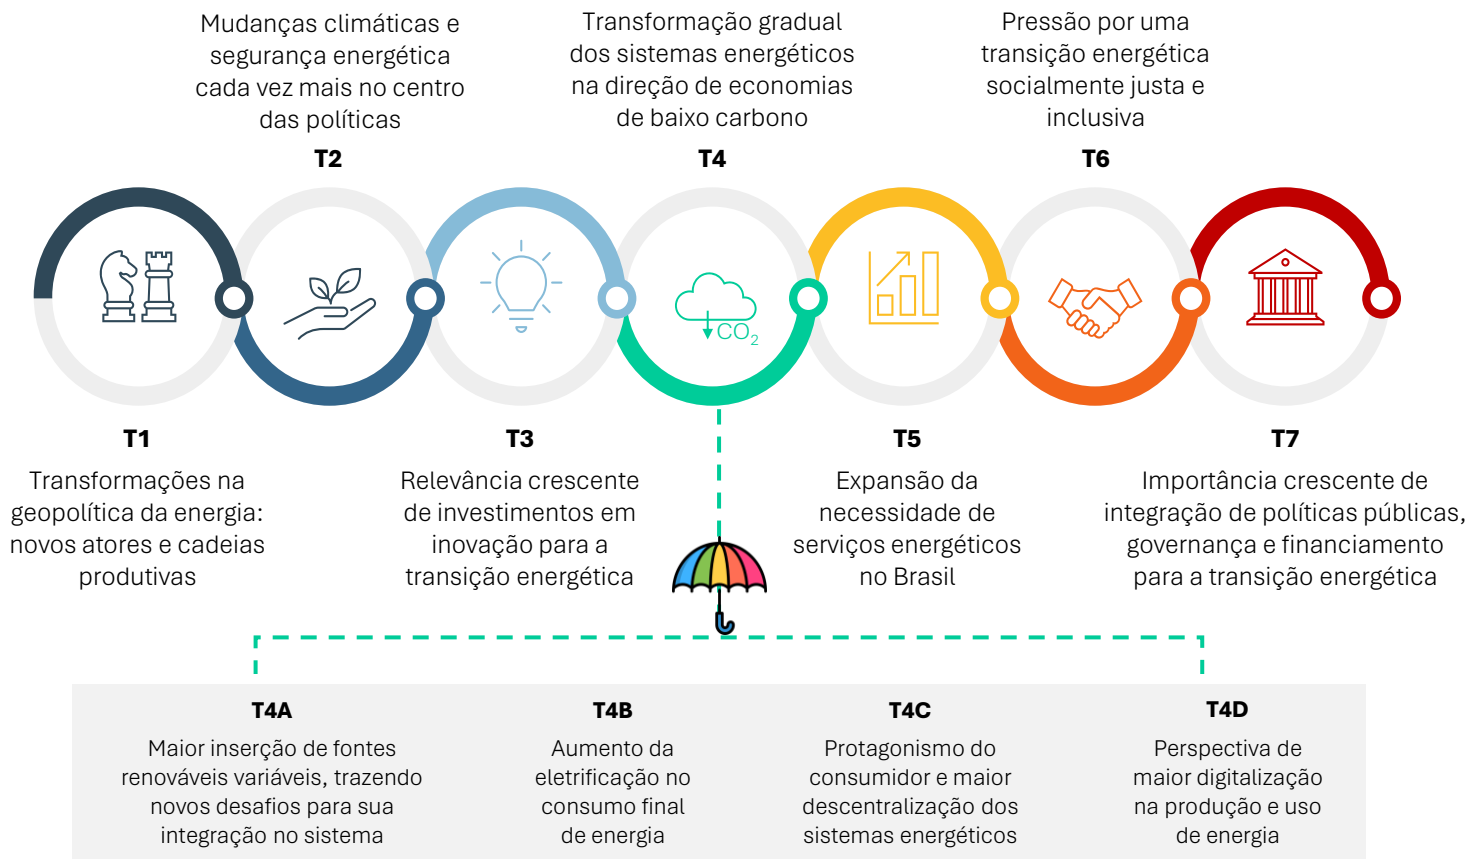 Mudanças climáticas e
segurança energética
cada vez mais no centro
das políticas
T2
Transformação gradual
dos sistemas energéticos
na direção de economias
de baixo carbono
T4
Pressão por uma
transição energética
socialmente justa e
inclusiva
T6
CO₂
T1
Transformações na
geopolítica da energia:
novos atores e cadeias
produtivas
T3
Relevância crescente
de investimentos em
inovação para a
transição energética
T5
Expansão da
necessidade de
serviços energéticos
no Brasil
T7
Importância crescente de
integração de políticas públicas,
governança e financiamento
para a transição energética
T4A
Maior inserção de fontes
renováveis variáveis, trazendo
novos desafios para sua
integração no sistema
T4B
Aumento da
eletrificação no
consumo final
de energia
T4C
Protagonismo do
consumidor e maior
descentralização dos
sistemas energéticos
T4D
Perspectiva de
maior digitalização
na produção e uso
de energia